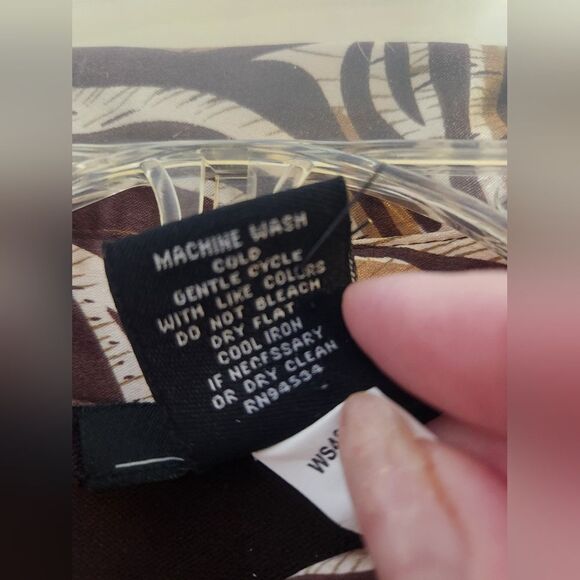 MACHINE WASH
COLD
GENTLE CYCLE
WITH LIKE COLORS
DO NOT BLEACH
DRY FLAT
COOL IRON
IF NECESSARY
OR DRY CLEAN
RN94534